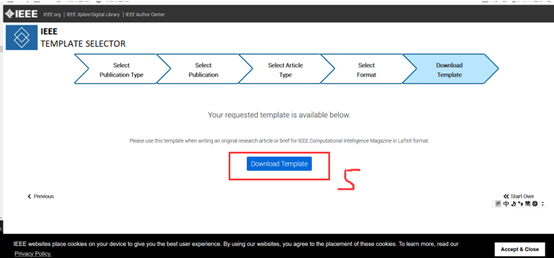 IEEE IEEE.org | IEEE Xplore Digital Library | IEEE Author Center
IEEE
TEMPLATE SELECTOR
Select
Publication Type
Select
Publication
Select Article
Type
Select
Format
Download
Template
Your requested template is available below.
Please use this template when writing an original research article or brief for IEEE Computational Intelligence Magazine in LaTeX format.
Download Template
5
Previous
Start Over
中 简
IEEE websites place cookies on your device to give you the best user experience. By using our websites, you agree to the placement of these cookies. To learn more, read our
Privacy Policy.
Accept & Close